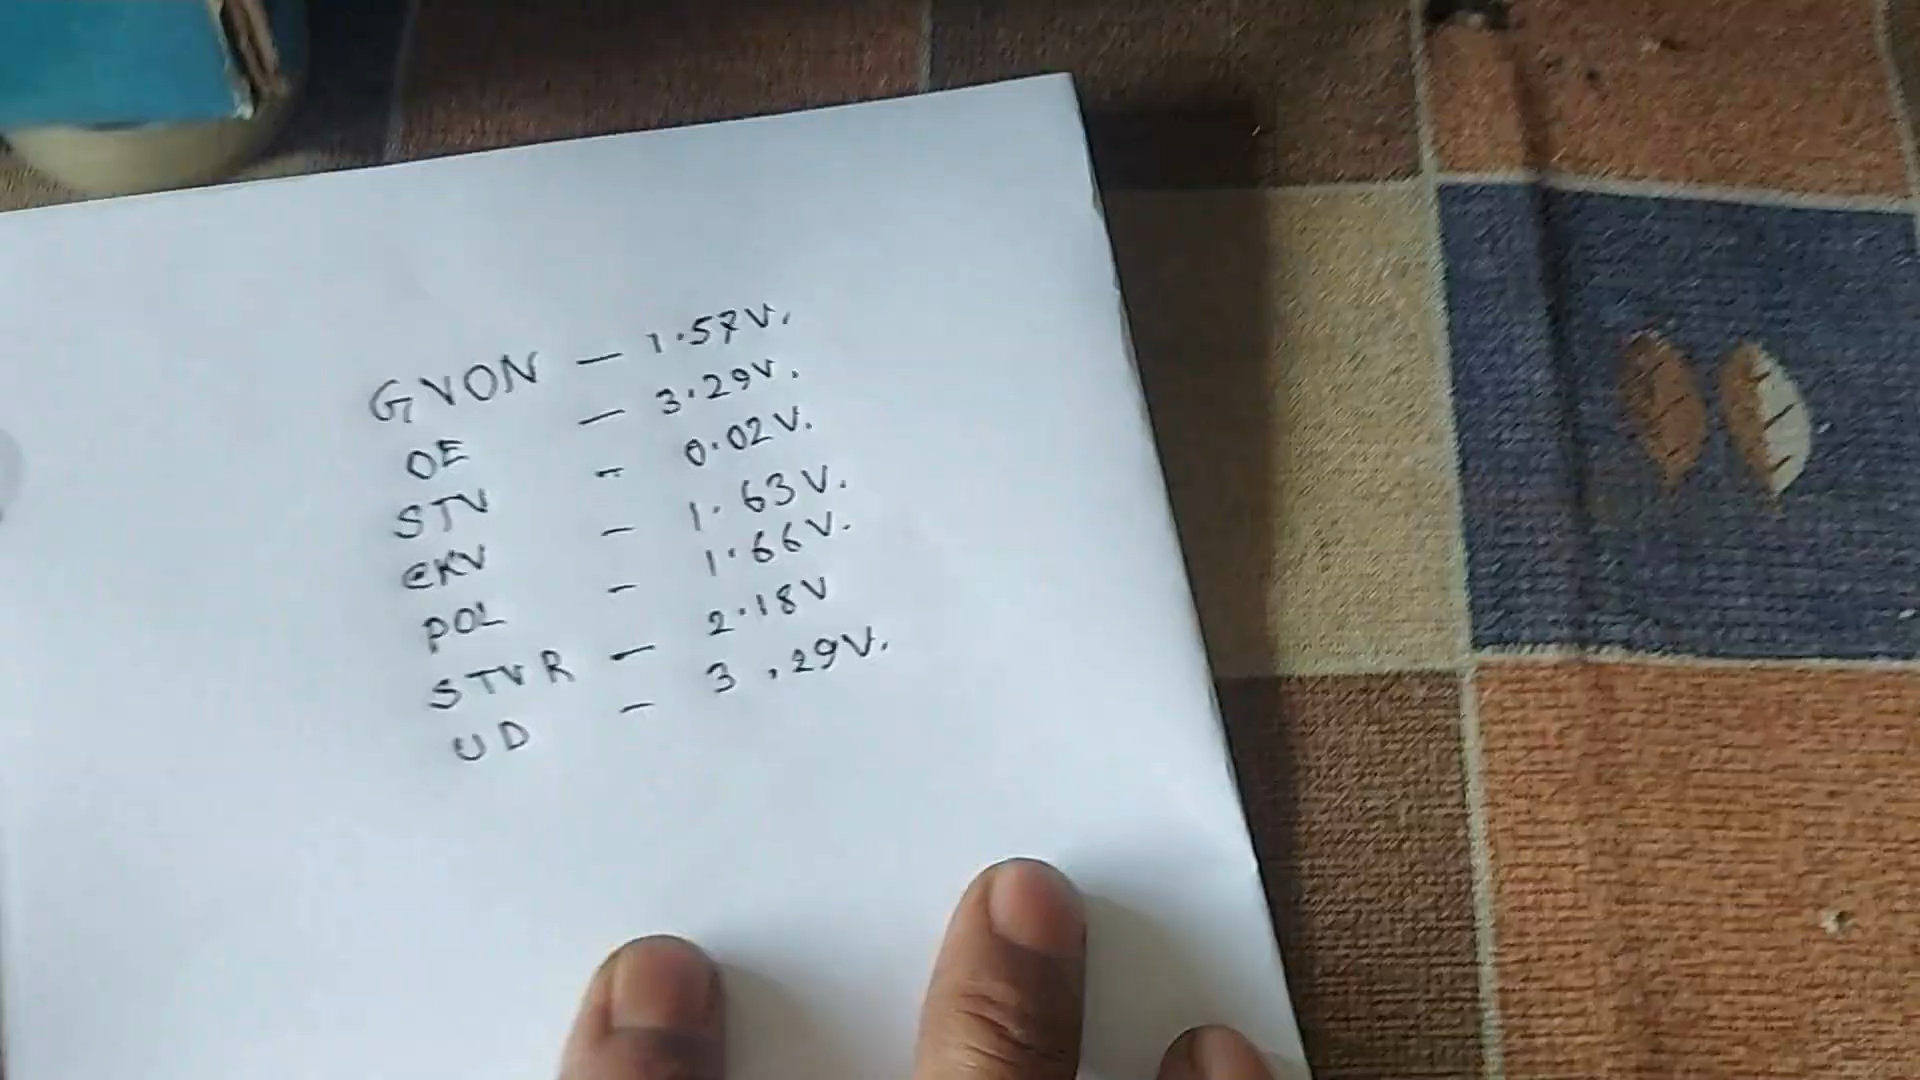 GVON - 1.57V.
OE - 3.29V.
STV - 0.02V.
CKV - 1.63V.
POL - 1.66V.
STVR - 2.18V
UD - 3.29V.